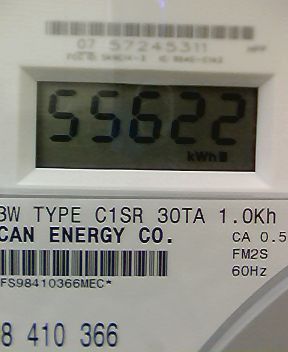 07 57245311
55622
kWh
3W TYPE C1SR 30TA 1.0Kh
CAN ENERGY CO.
CA 0.5
FM2S
60Hz
FS98410366MEC*
8 410 366